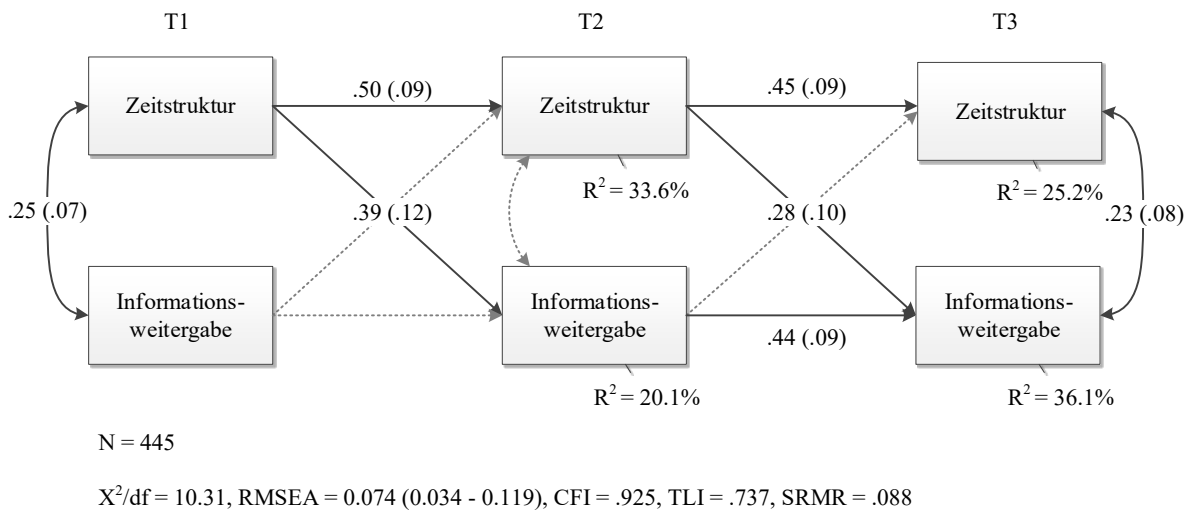 T1
T2
T3
Zeitstruktur
.50 (.09)
Zeitstruktur
.45 (.09)
Zeitstruktur
R² = 33.6%
R² = 25.2%
.25 (.07)
.39 (.12)
.28 (.10)
.23 (.08)
Informations-
weitergabe
Informations-
weitergabe
.44 (.09)
Informations-
weitergabe
R² = 20.1%
R² = 36.1%
N = 445
X²/df = 10.31, RMSEA = 0.074 (0.034 - 0.119), CFI = .925, TLI = .737, SRMR = .088